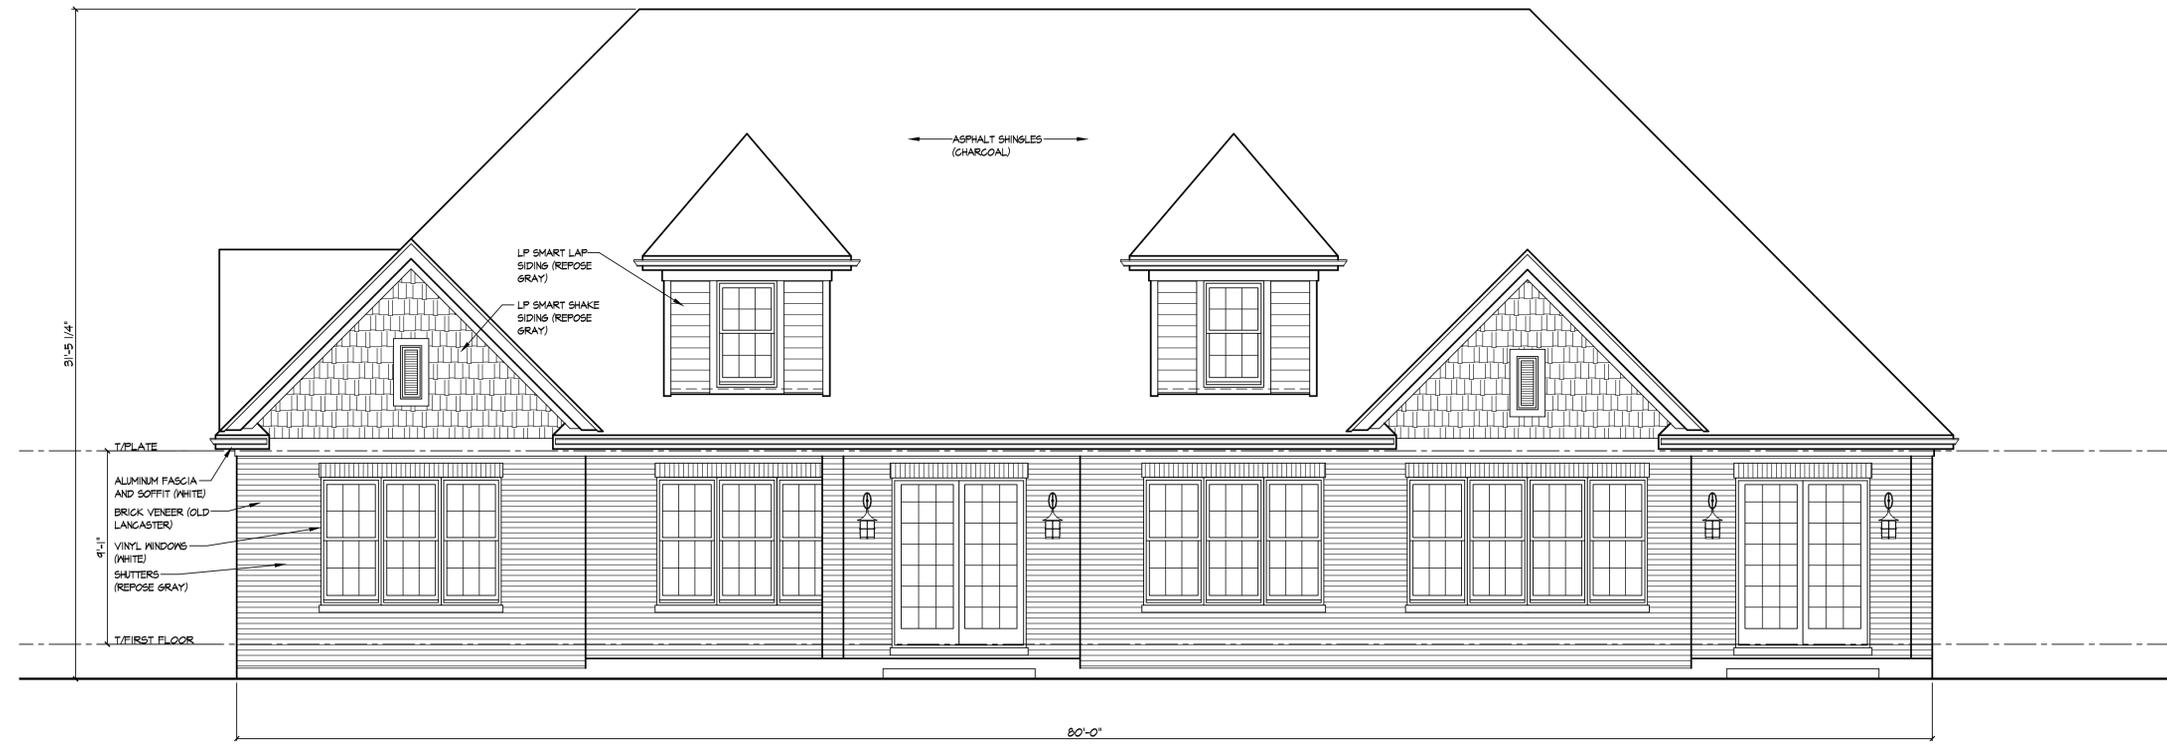 ASPHALT SHINGLES
(CHARCOAL)
LP SMART LAP
SIDING (REPOSE
GRAY)
LP SMART SHAKE
SIDING (REPOSE
GRAY)
31'-5 1/4"
T/PLATE
ALUMINUM FASCIA
AND SOFFIT (WHITE)
BRICK VENEER (OLD
LANCASTER)
9'-1"
VINYL WINDOWS
(WHITE)
SHUTTERS
(REPOSE GRAY)
T/FIRST FLOOR
80'-0"